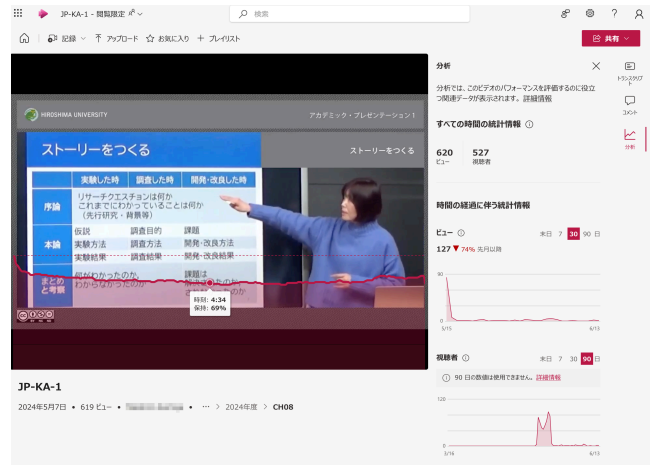 JP-KA-1 - 閲覧限定
検索
記録
アップロード
お気に入り
プレイリスト
共有
HIROSHIMA UNIVERSITY
アカデミック・プレゼンテーション 1
ストーリーをつくる
ストーリーをつくる
実験した時 調査した時 開発・改良した時
序論
リサーチクエスチョンは何か
これまでにわかっていることは何か
（先行研究・背景等）
本論
仮説 調査目的 課題
実験方法 調査方法 開発・改良方法
実験結果 調査結果 開発・改良結果
まとめ
と考察
何がわかったのか、
わからなかったのか
課題は
時刻: 4:34
保持: 69%
JP-KA-1
2024年5月7日 • 619 ビュー •
• ··· > 2024年度 > CH08
分析
分析では、このビデオのパフォーマンスを評価するのに役立
つ関連データが表示されます。詳細情報
すべての時間の統計情報
620 527
ビュー 視聴者
時間の経過に伴う統計情報
ビュー
末日 7 30 90 日
127 ▼ 74% 先月以降
80
0
5/15 6/13
視聴者
末日 7 30 90 日
90 日の数値は使用できません。詳細情報
120
0
3/16 6/13
トランスクリプ
ト
コメント
分析